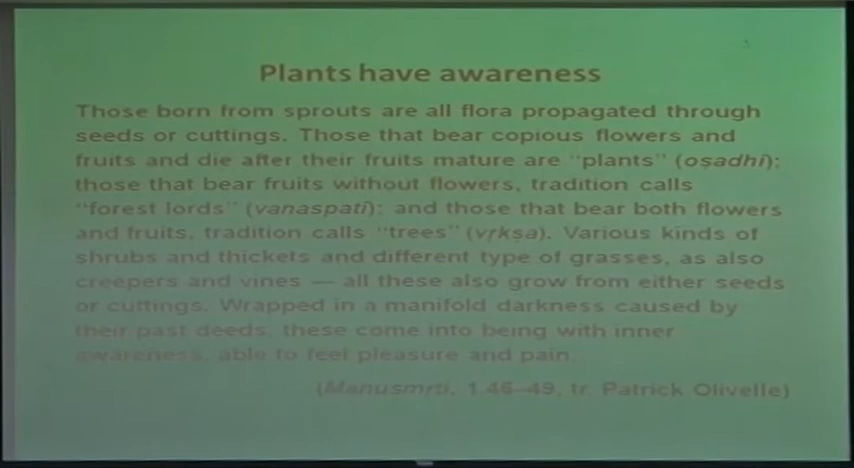 Plants have awareness
Those born from sprouts are all flora propagated through
seeds or cuttings. Those that bear copious flowers and
fruits and die after their fruits mature are "plants" (oṣadhi);
those that bear fruits without flowers, tradition calls
"forest lords" (vanaspati); and those that bear both flowers
and fruits, tradition calls "trees" (vṛkṣa). Various kinds of
shrubs and thickets and different type of grasses, as also
creepers and vines — all these also grow from either seeds
or cuttings. Wrapped in a manifold darkness caused by
their past deeds, these come into being with inner
awareness, able to feel pleasure and pain.
(Manusmṛti, 1.46–49, tr. Patrick Olivelle)